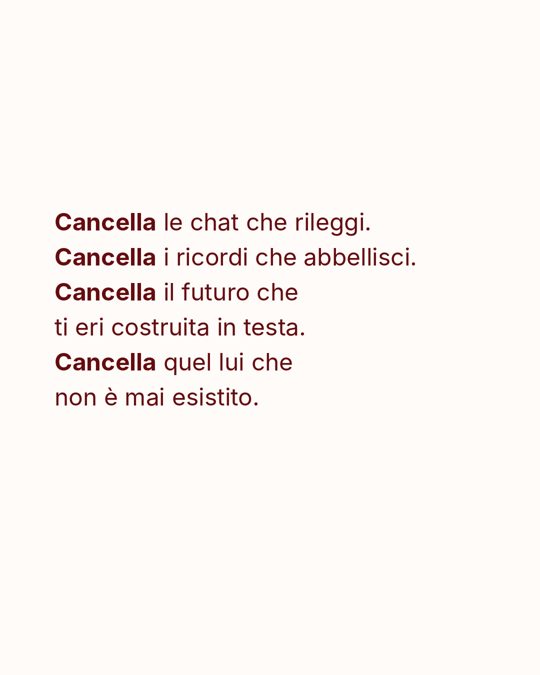 Cancella le chat che rileggi.
Cancella i ricordi che abbellisci.
Cancella il futuro che
ti eri costruita in testa.
Cancella quel lui che
non è mai esistito.